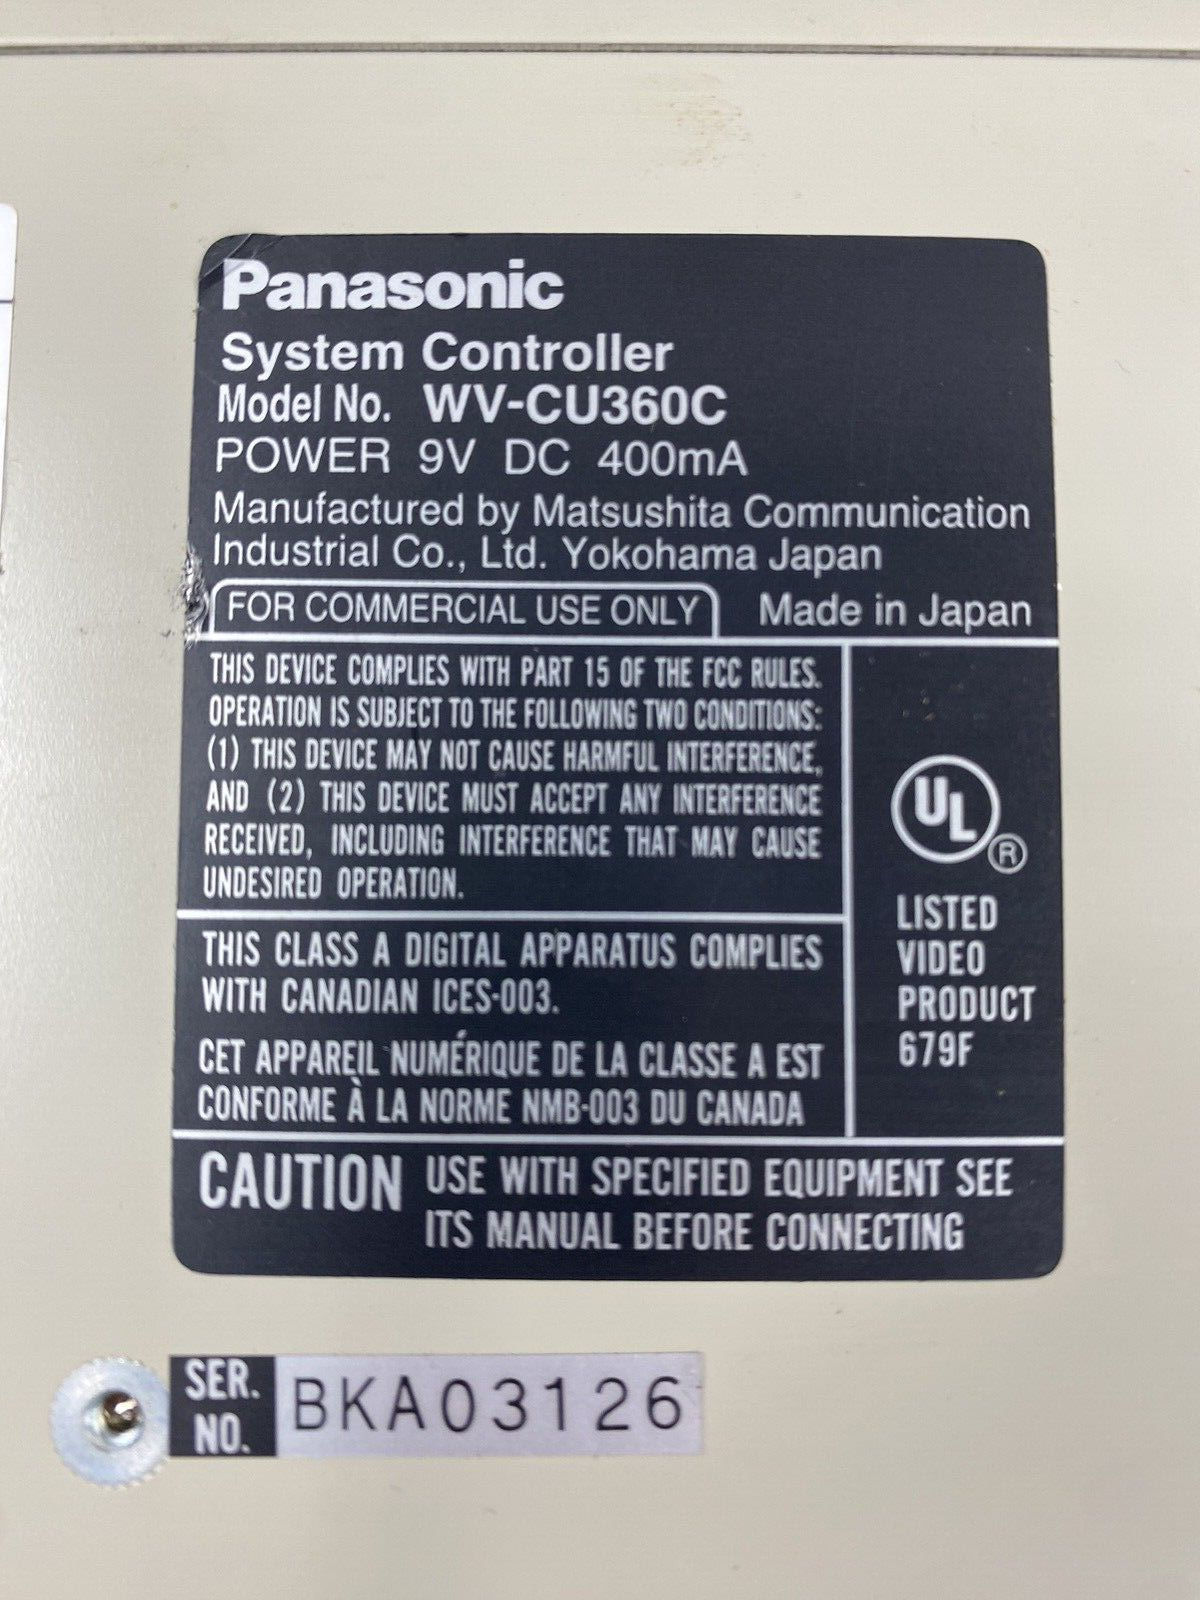 Panasonic
System Controller
Model No. WV-CU360C
POWER 9V DC 400mA
Manufactured by Matsushita Communication
Industrial Co., Ltd. Yokohama Japan
FOR COMMERCIAL USE ONLY Made in Japan
THIS DEVICE COMPLIES WITH PART 15 OF THE FCC RULES.
OPERATION IS SUBJECT TO THE FOLLOWING TWO CONDITIONS:
(1) THIS DEVICE MAY NOT CAUSE HARMFUL INTERFERENCE,
AND (2) THIS DEVICE MUST ACCEPT ANY INTERFERENCE
RECEIVED, INCLUDING INTERFERENCE THAT MAY CAUSE
UNDESIRED OPERATION.
THIS CLASS A DIGITAL APPARATUS COMPLIES
WITH CANADIAN ICES-003.
CET APPAREIL NUMÉRIQUE DE LA CLASSE A EST
CONFORME À LA NORME NMB-003 DU CANADA
UL ®
LISTED
VIDEO
PRODUCT
679F
CAUTION USE WITH SPECIFIED EQUIPMENT SEE
ITS MANUAL BEFORE CONNECTING
SER.
NO.
BKA03126